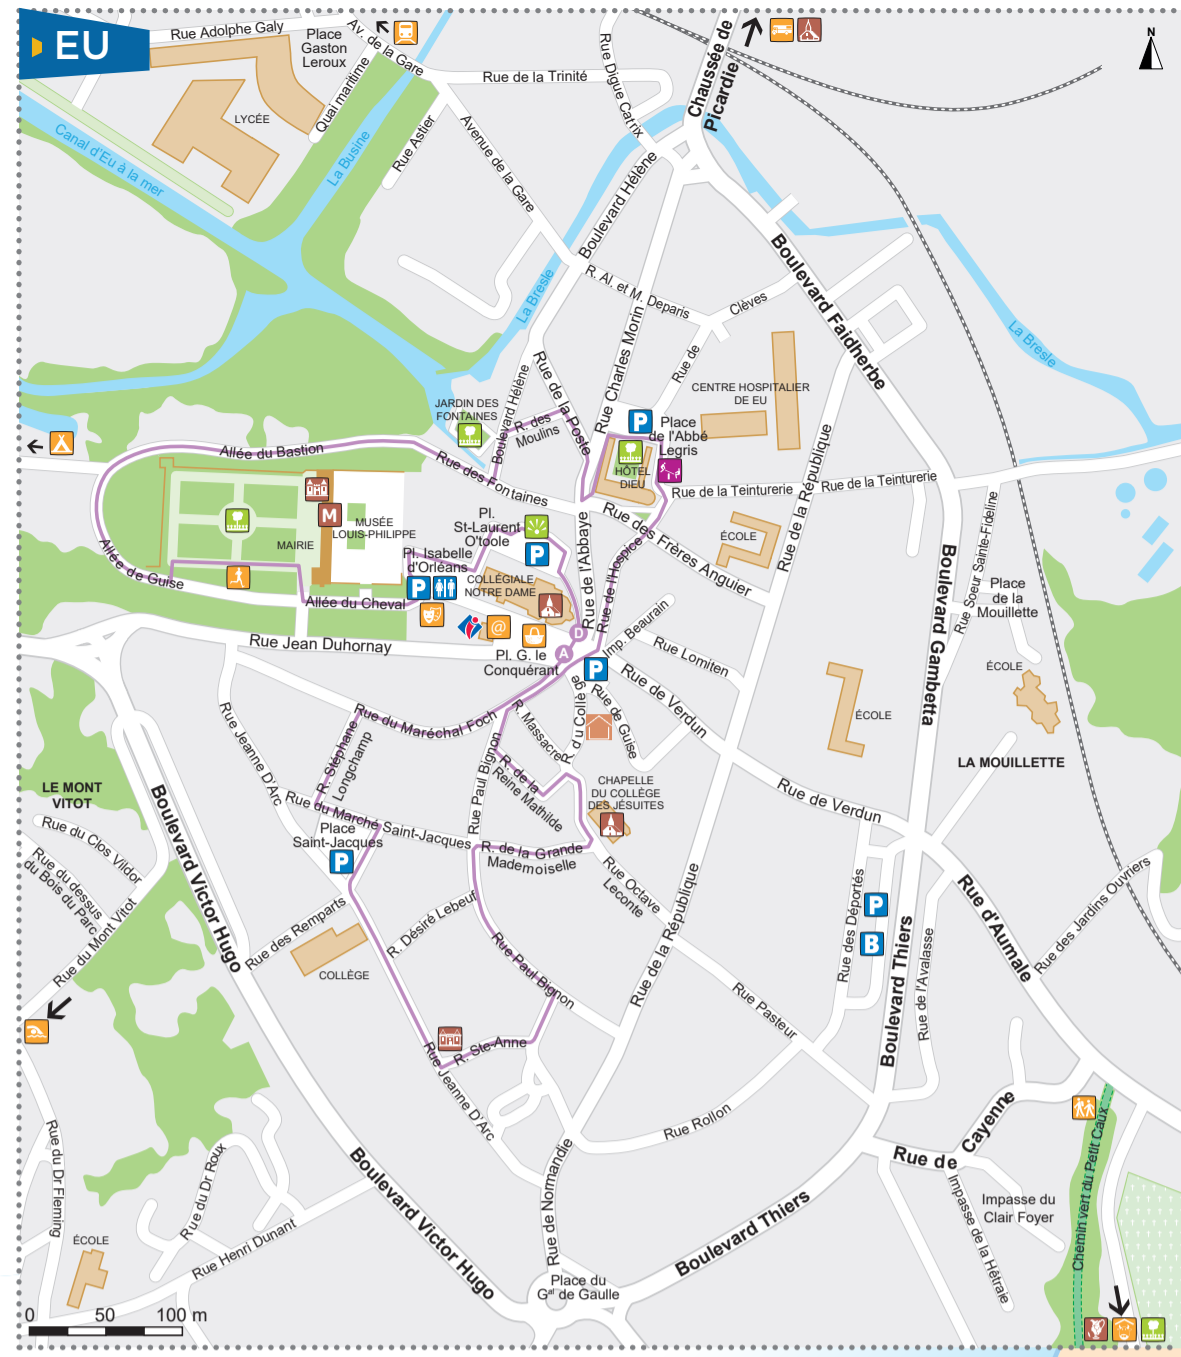 EU
Rue Adolphe Galy
Place
Gaston
Leroux
Av. de la Gare
Rue de la Trinité
Rue Digue Catrix
Chaussée de
Picardie
N
LYCÉE
Quai maritime
Canal d'Eu à la mer
La Busine
Rue Astier
Avenue de la Gare
Boulevard Hélène
La Bresle
R. Al. et M. Deparis
Rue de
Clèves
Boulevard Faidherbe
La Bresle
Rue Charles Morin
CENTRE HOSPITALIER
DE EU
JARDIN DES
FONTAINES
Boulevard Hélène
Rue de la Poste
R. des
Moulins
P
Place
de l'Abbé
Legris
HÔTEL
DIEU
Allée du Bastion
Rue des Fontaines
Rue de la Teinturerie
Rue de la Teinturerie
Rue de la République
M
MUSÉE
LOUIS-PHILIPPE
MAIRIE
Pl.
St-Laurent
O'toole
P
Pl. Isabelle
d'Orléans
P
COLLÉGIALE
NOTRE DAME
Rue de l'Abbaye
Rue de l'Hospice
Rue des Frères Anguier
ÉCOLE
Boulevard Gambetta
Rue Soeur Sainte-Fideline
Place
de la
Mouillette
ÉCOLE
Allée de Guise
Allée du Cheval
@
D
A
Rue Jean Duhornay
Pl. G. le
Conquérant
P
Imp. Beaurain
Rue Lomiten
Rue de Verdun
Rue de Guise
R. du Collège
R. Massacre
Rue du Maréchal Foch
R. Stéphane
Longchamp
Rue Jeanne D'Arc
Rue Paul Bignon
R. de la
Reine Mathilde
CHAPELLE
DU COLLÈGE
DES JÉSUITES
ÉCOLE
LA MOUILLETTE
Rue de Verdun
LE MONT
VITOT
Rue du Clos Vildor
Rue du dessus
du Bois du Parc
Rue du Mont Vitot
Boulevard Victor Hugo
Rue du Marché Saint-Jacques
Place
Saint-Jacques
P
R. de la Grande
Mademoiselle
Rue Octave
Leconte
Rue de la République
Rue des Remparts
COLLÈGE
R. Désiré Lebeuf
Rue Paul Bignon
Rue des Déportés
P
B
Boulevard Thiers
Rue de l'Avalasse
Rue d'Aumale
Rue des Jardins Ouvriers
Rue Pasteur
R. Ste-Anne
Rue Jeanne D'Arc
Rue Rollon
Rue de Cayenne
Chemin vert du Petit Caux
Impasse du
Clair Foyer
Impasse de la Hêtraie
Rue du Dr Fleming
Rue du Dr Roux
Rue Henri Dunant
ÉCOLE
Boulevard Victor Hugo
Rue de Normandie
Boulevard Thiers
Place du
Gal de Gaulle
0 50 100 m